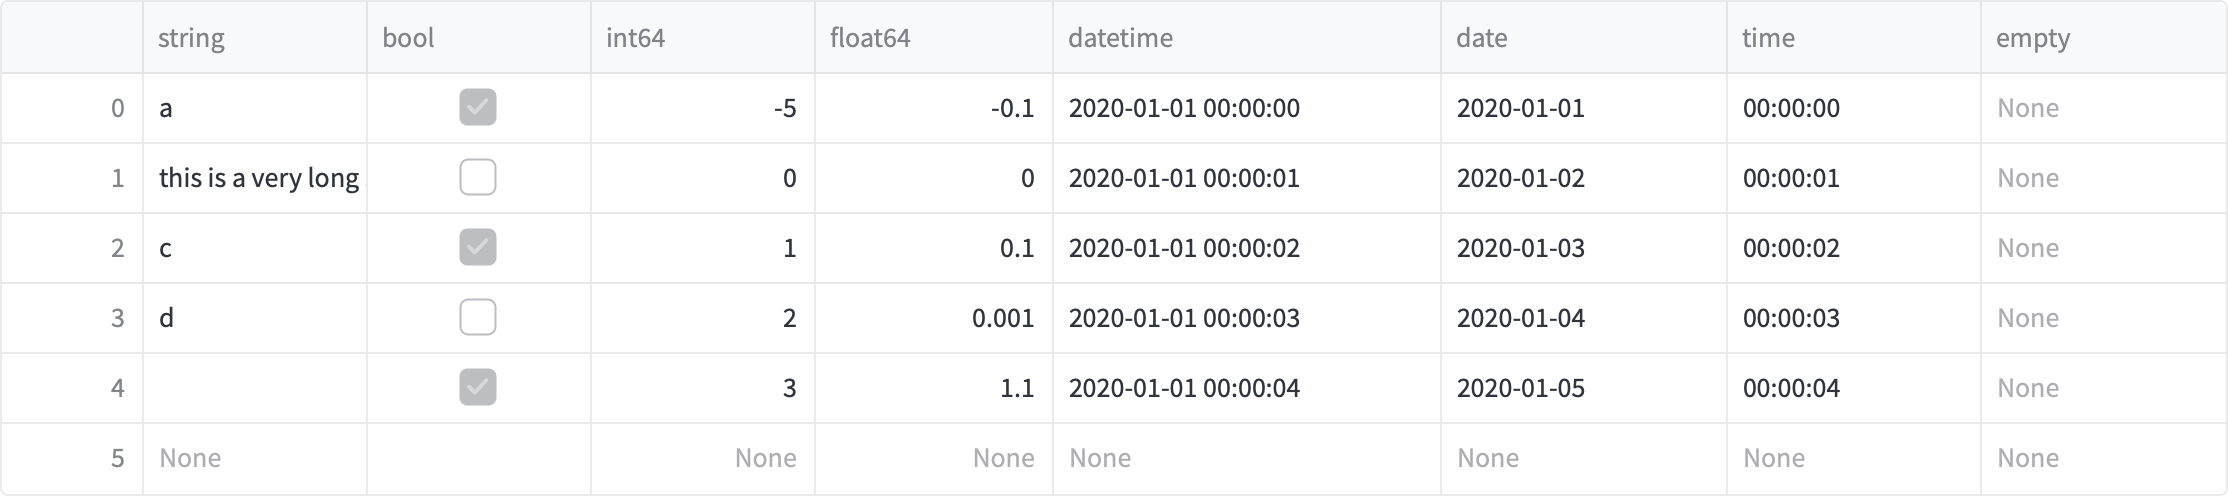 string bool int64 float64 datetime date time empty
0 a -5 -0.1 2020-01-01 00:00:00 2020-01-01 00:00:00 None
1 this is a very long 0 0 2020-01-01 00:00:01 2020-01-02 00:00:01 None
2 c 1 0.1 2020-01-01 00:00:02 2020-01-03 00:00:02 None
3 d 2 0.001 2020-01-01 00:00:03 2020-01-04 00:00:03 None
4 3 1.1 2020-01-01 00:00:04 2020-01-05 00:00:04 None
5 None None None None None None None